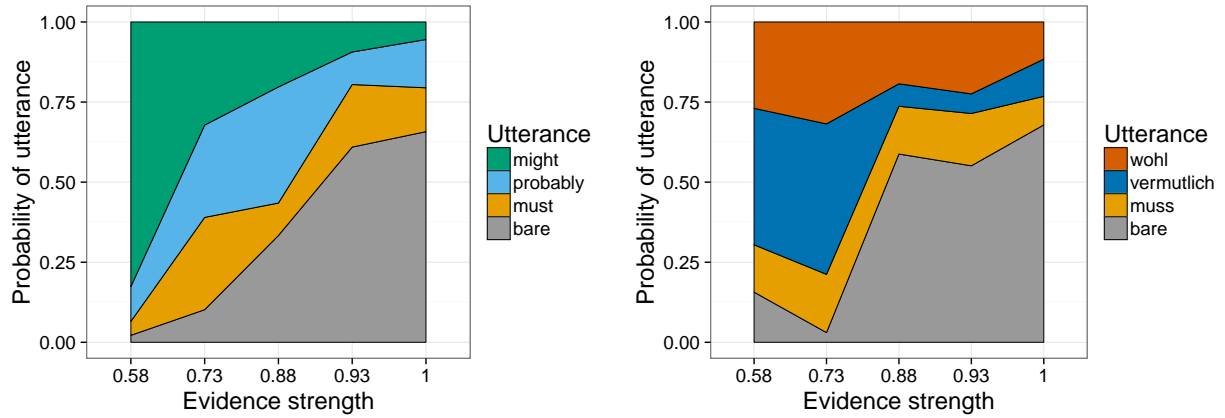 Probability of utterance
1.00
0.75
0.50
0.25
0.00
0.58
0.73
0.88
0.93
1
Evidence strength
Utterance
might
probably
must
bare
Probability of utterance
1.00
0.75
0.50
0.25
0.00
0.58
0.73
0.88
0.93
1
Evidence strength
Utterance
wohl
vermutlich
muss
bare